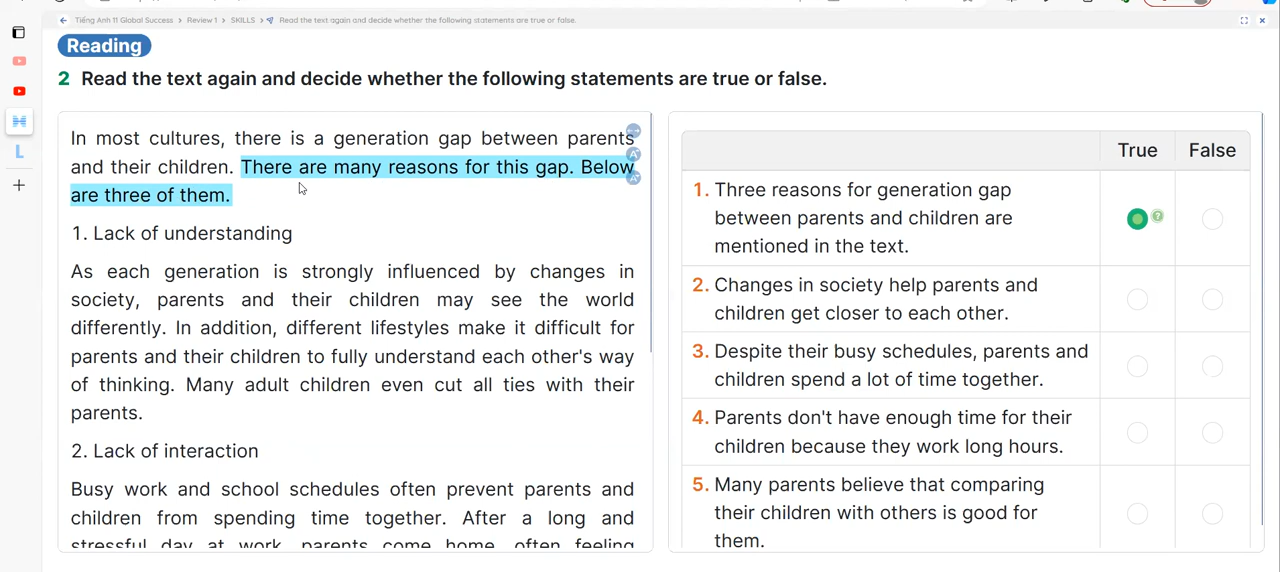 Tiếng Anh 11 Global Success > Review 1 > SKILLS > Read the text again and decide whether the following statements are true or false.
Reading
2 Read the text again and decide whether the following statements are true or false.
In most cultures, there is a generation gap between parents
and their children. There are many reasons for this gap. Below
are three of them.
1. Lack of understanding
As each generation is strongly influenced by changes in
society, parents and their children may see the world
differently. In addition, different lifestyles make it difficult for
parents and their children to fully understand each other's way
of thinking. Many adult children even cut all ties with their
parents.
2. Lack of interaction
Busy work and school schedules often prevent parents and
children from spending time together. After a long and
stressful day at work, parents come home, often feeling
True False
1. Three reasons for generation gap
between parents and children are
mentioned in the text.
2. Changes in society help parents and
children get closer to each other.
3. Despite their busy schedules, parents and
children spend a lot of time together.
4. Parents don't have enough time for their
children because they work long hours.
5. Many parents believe that comparing
their children with others is good for
them.